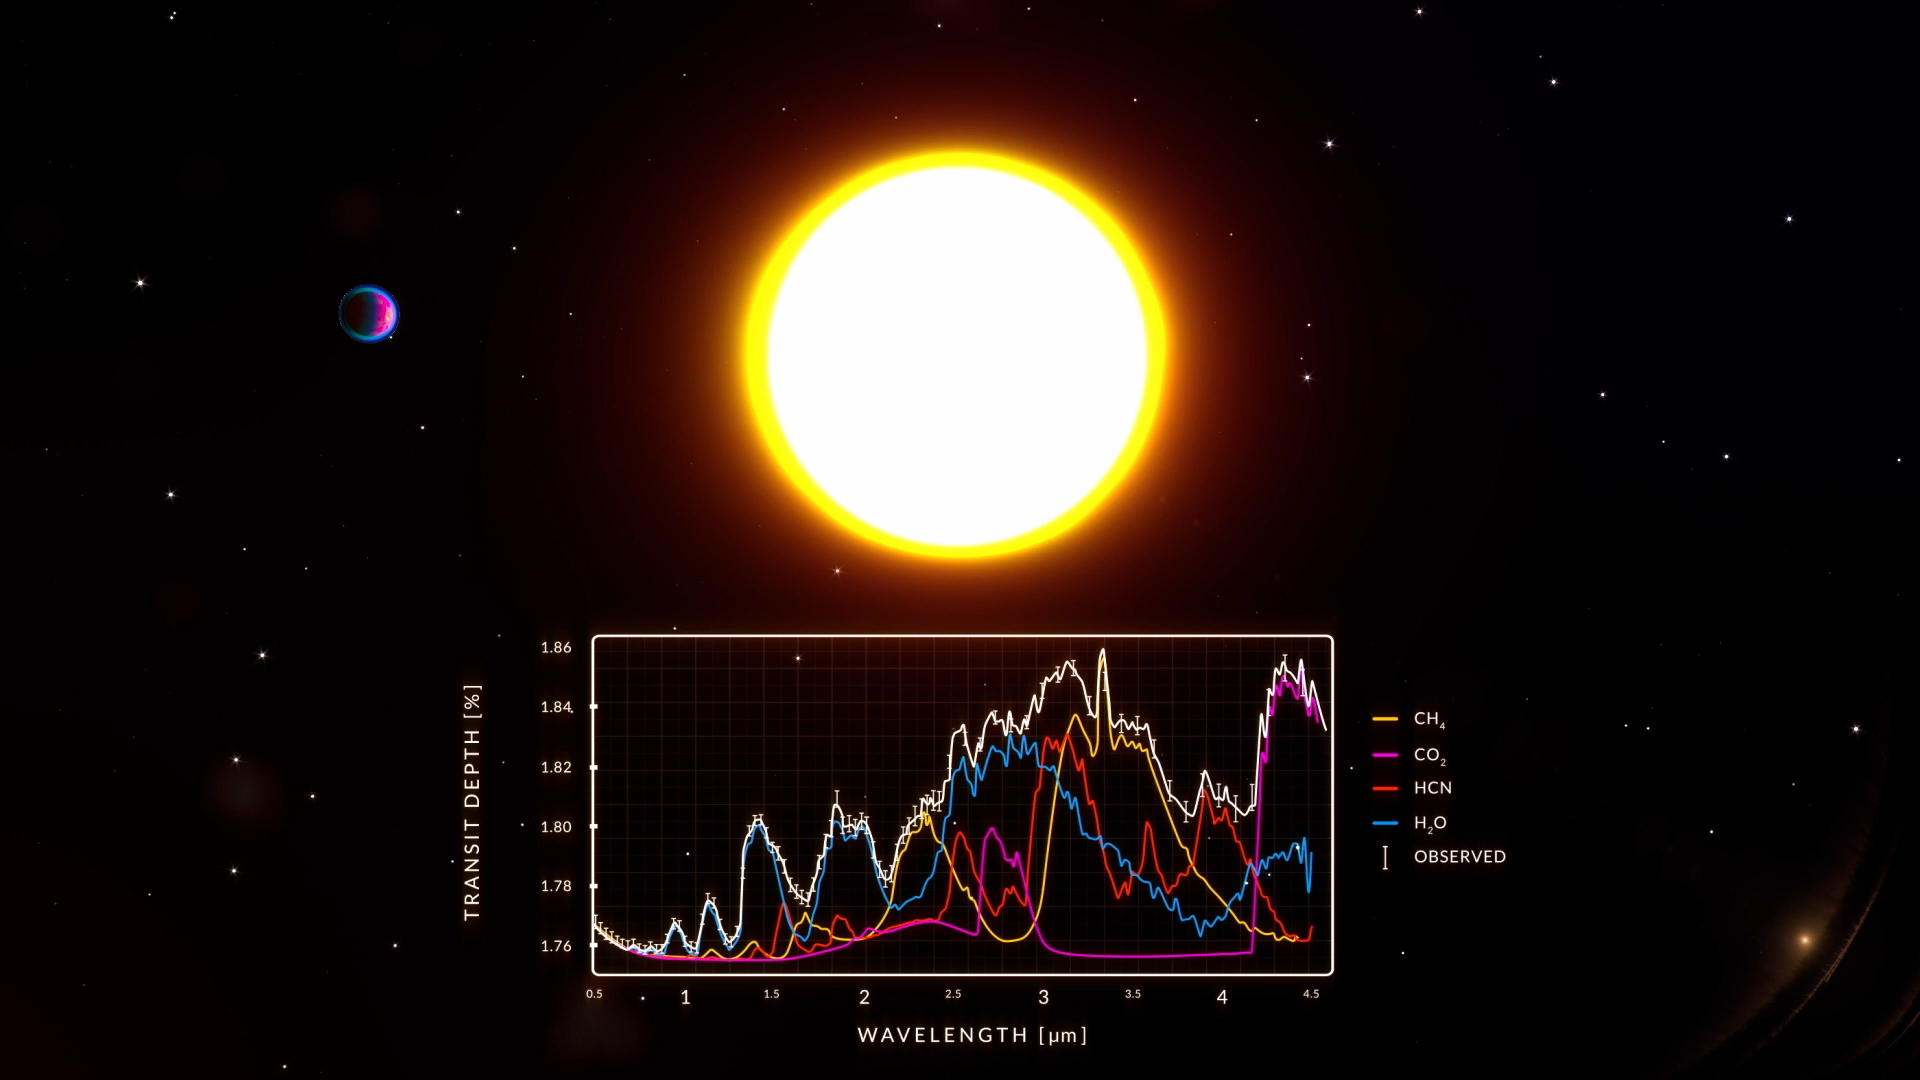 1.86
1.84
1.82
1.80
1.78
1.76
TRANSIT DEPTH [%]
0.5 1 1.5 2 2.5 3 3.5 4 4.5
WAVELENGTH [µm]
CH₄
CO₂
HCN
H₂O
OBSERVED